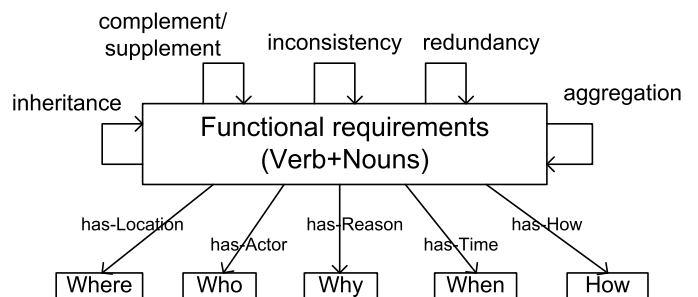 complement/
supplement
inconsistency
redundancy
inheritance
aggregation
Functional requirements
(Verb+Nouns)
has-Location
has-Actor
has-Reason
has-Time
has-How
Where
Who
Why
When
How